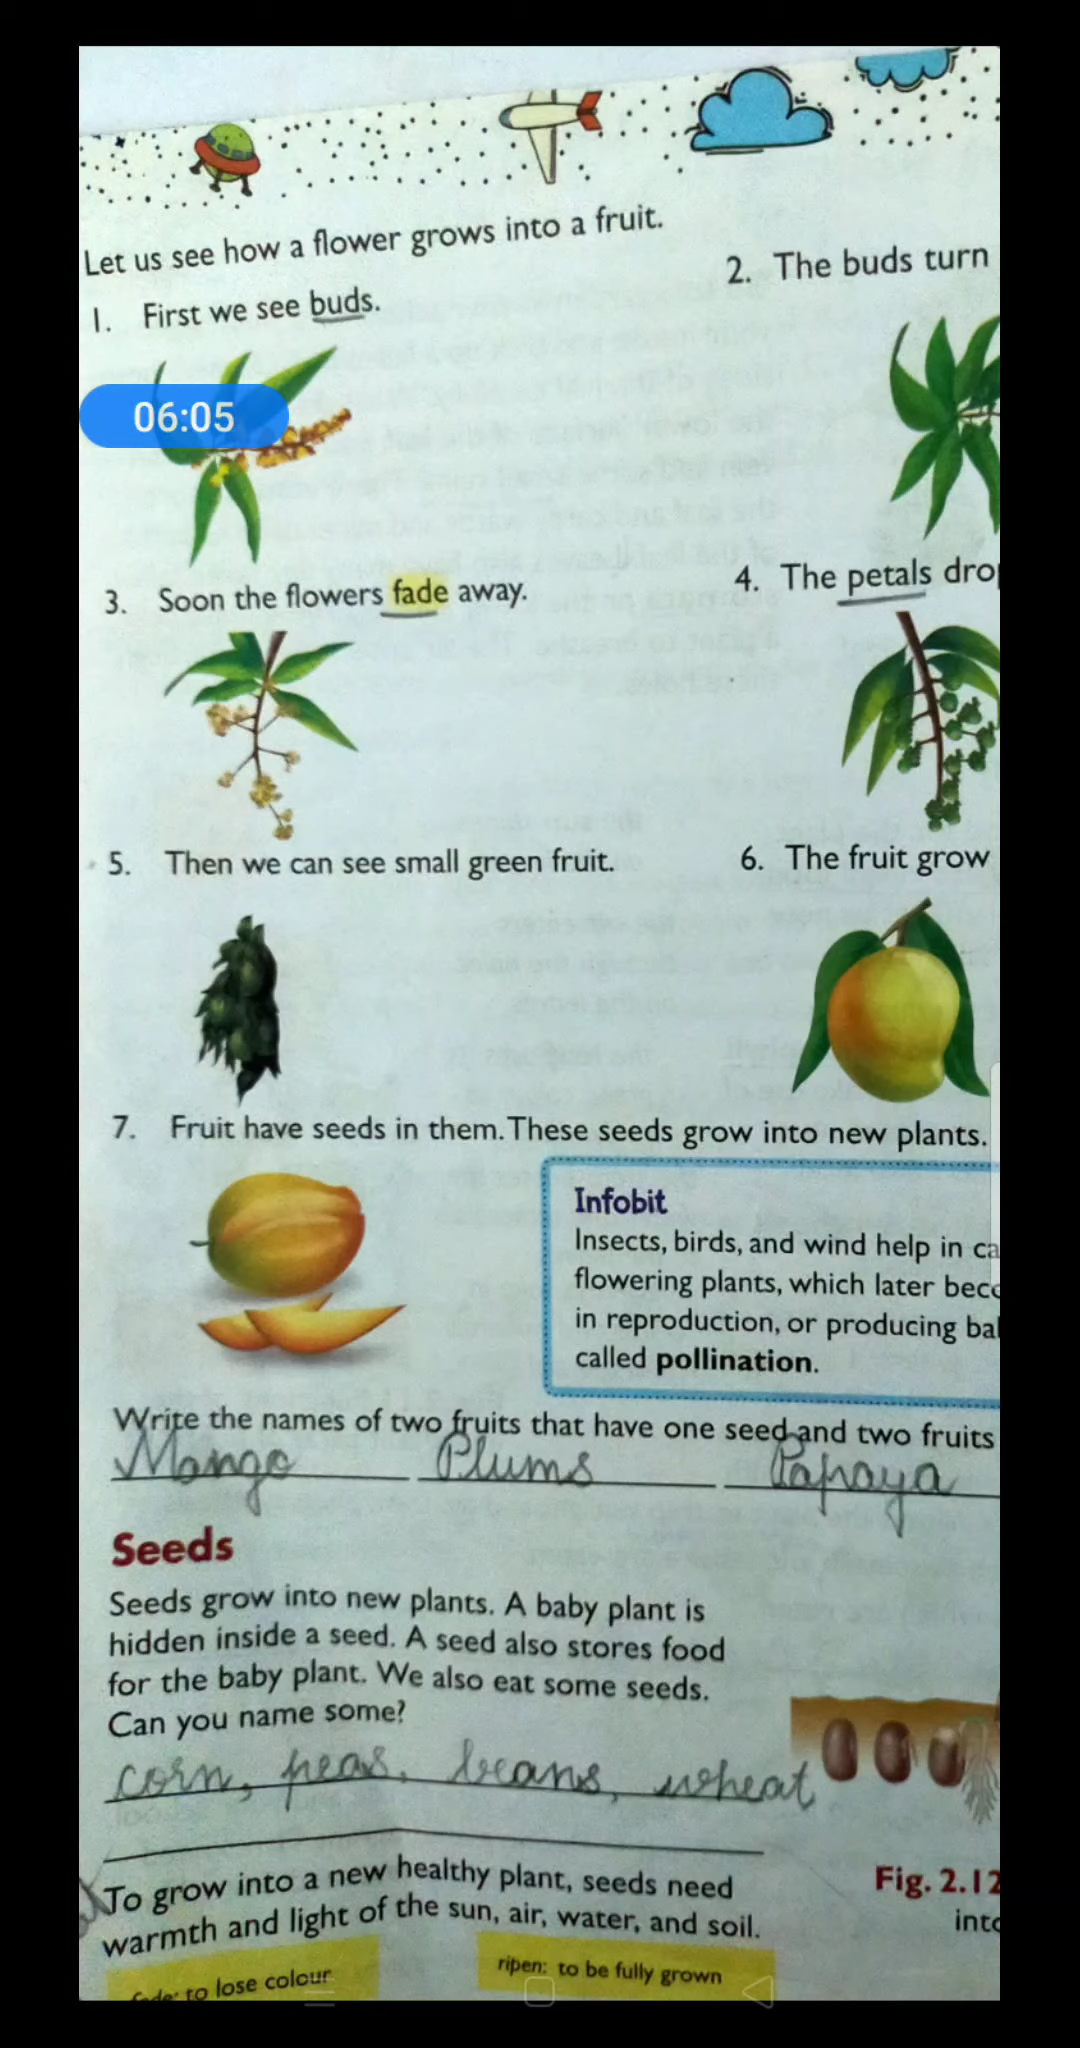 Let us see how a flower grows into a fruit.
1. First we see buds.
2. The buds turn
06:05
3. Soon the flowers fade away.
4. The petals
5. Then we can see small green fruit.
6. The fruit grow
7. Fruit have seeds in them. These seeds grow into new plants.
Infobit
Insects, birds, and wind help in
flowering plants, which later
in reproduction, or producing
called pollination.
Write the names of two fruits that have one seed and two fruits
Mango Plums Papaya
Seeds
Seeds grow into new plants. A baby plant is
hidden inside a seed. A seed also stores food
for the baby plant. We also eat some seeds.
Can you name some?
corn, peas, beans, wheat
To grow into a new healthy plant, seeds need
warmth and light of the sun, air, water, and soil.
Fig. 2.12
fade: to lose colour
ripen: to be fully grown